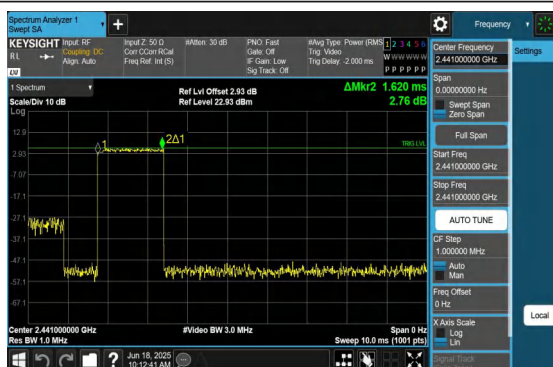 Spectrum Analyzer 1
Swept SA
Frequency
KEYSIGHT Input: RF
Coupling: DC
Align: Auto
RL
LXI
Input Z: 50 Ω
Corr CCorr RCal
Freq Ref: Int (S)
#Atten: 30 dB
PNO: Fast
Gate: Off
IF Gain: Low
Sig Track: Off
#Avg Type: Power (RMS
Trig: Video
Trig Delay: -2.000 ms
1 2 3 4 5 6
W W W W W W
P P P P P P
1 Spectrum
Scale/Div 10 dB
Log
Ref Lvl Offset 2.93 dB
Ref Level 22.93 dBm
ΔMkr2 1.620 ms
2.76 dB
12.9
2.93
-7.07
-17.1
-27.1
-37.1
-47.1
-57.1
-67.1
1
2Δ1
TRIG LVL
Center 2.441000000 GHz
Res BW 1.0 MHz
#Video BW 3.0 MHz
Span 0 Hz
Sweep 10.0 ms (1001 pts)
Jun 18, 2025
10:12:41 AM
Center Frequency
2.441000000 GHz
Settings
Span
0.00000000 Hz
Swept Span
Zero Span
Full Span
Start Freq
2.441000000 GHz
Stop Freq
2.441000000 GHz
AUTO TUNE
CF Step
1.000000 MHz
Auto
Man
Freq Offset
0 Hz
X Axis Scale
Log
Lin
Local
Signal Track